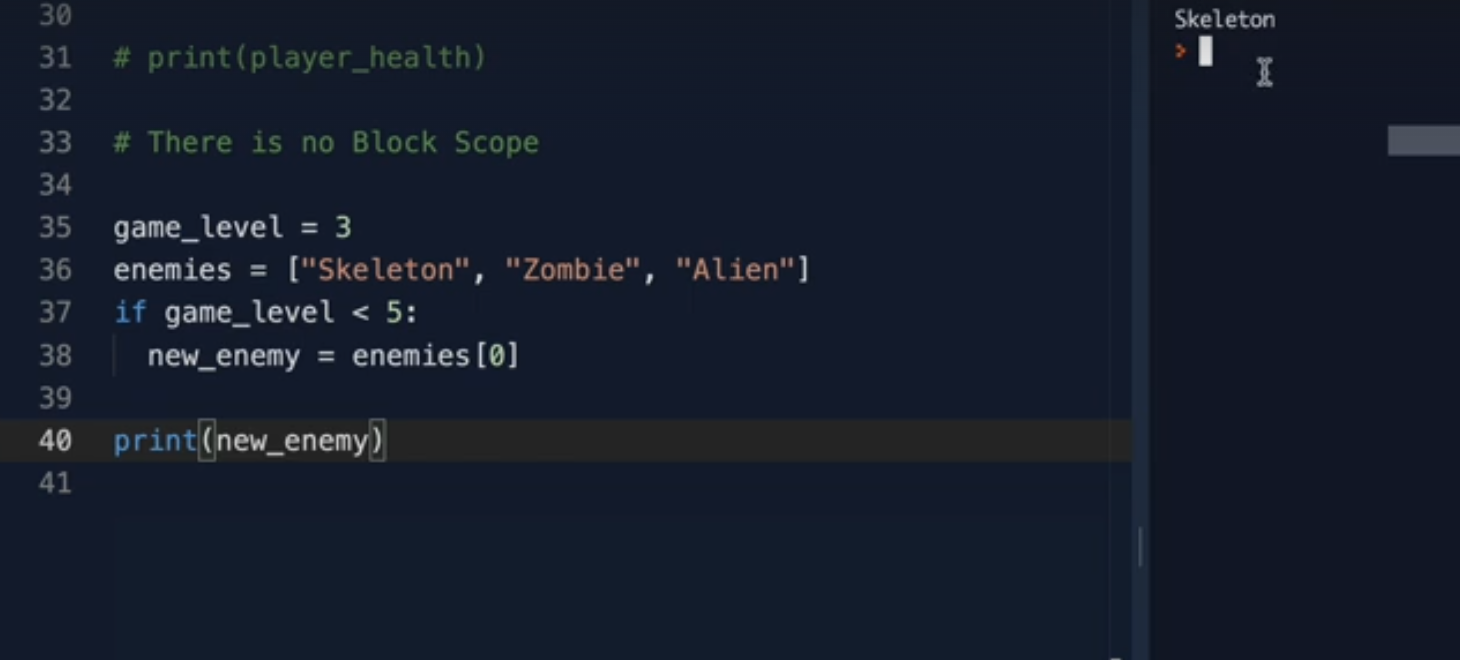 30
31 # print(player_health)
32
33 # There is no Block Scope
34
35 game_level = 3
36 enemies = ["Skeleton", "Zombie", "Alien"]
37 if game_level < 5:
38   new_enemy = enemies[0]
39
40 print(new_enemy)
41
Skeleton
>